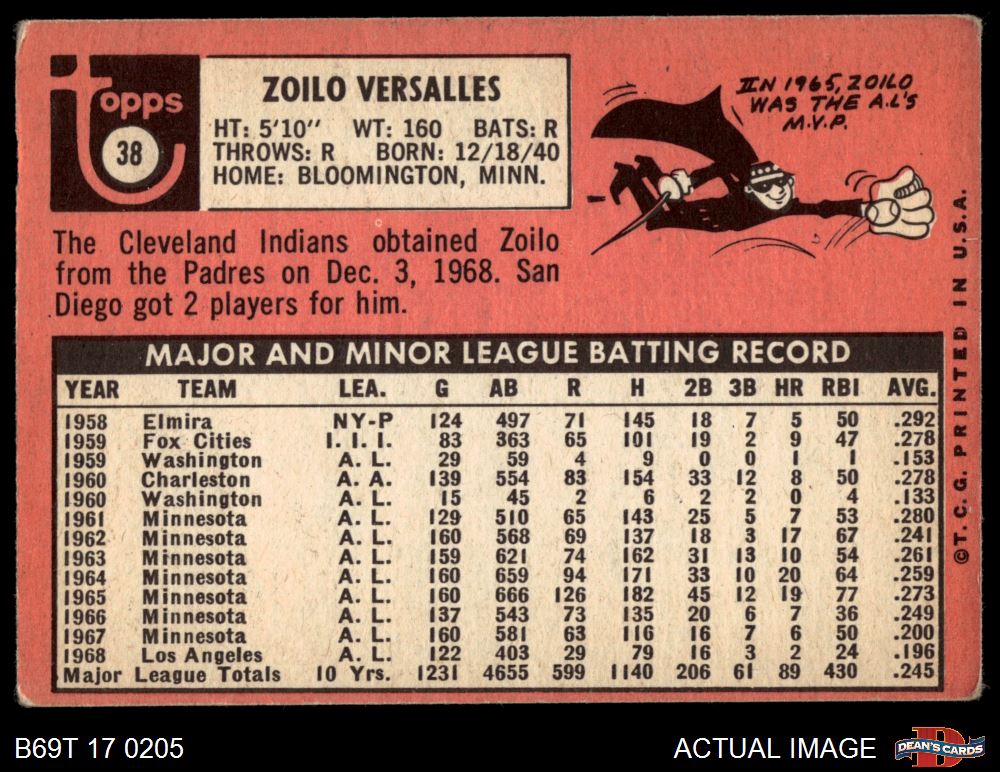 Topps
38
ZOILO VERSALLES
HT: 5'10" WT: 160 BATS: R
THROWS: R BORN: 12/18/40
HOME: BLOOMINGTON, MINN.
IN 1965, ZOILO
WAS THE A.L'S
M.V.P.
The Cleveland Indians obtained Zoilo
from the Padres on Dec. 3, 1968. San
Diego got 2 players for him.
MAJOR AND MINOR LEAGUE BATTING RECORD
YEAR TEAM LEA. G AB R H 2B 3B HR RBI AVG.
1958 Elmira NY-P 124 497 71 145 18 7 5 50 .292
1959 Fox Cities I. I. I. 83 363 65 101 19 2 9 47 .278
1959 Washington A. L. 29 59 4 9 0 0 1 1 .153
1960 Charleston A. A. 139 554 83 154 33 12 8 50 .278
1960 Washington A. L. 15 45 2 6 2 2 0 4 .133
1961 Minnesota A. L. 129 510 65 143 25 5 7 53 .280
1962 Minnesota A. L. 160 568 69 137 18 3 17 67 .241
1963 Minnesota A. L. 159 621 74 162 31 13 10 54 .261
1964 Minnesota A. L. 160 659 94 171 33 10 20 64 .259
1965 Minnesota A. L. 160 666 126 182 45 12 19 77 .273
1966 Minnesota A. L. 137 543 73 135 20 6 7 36 .249
1967 Minnesota A. L. 160 581 63 116 16 7 6 50 .200
1968 Los Angeles A. L. 122 403 29 79 16 3 2 24 .196
Major League Totals 10 Yrs. 1231 4655 599 1140 206 61 89 430 .245
©T. C. G. PRINTED IN U.S.A.
B69T 17 0205
ACTUAL IMAGE
D
DEAN'S CARDS